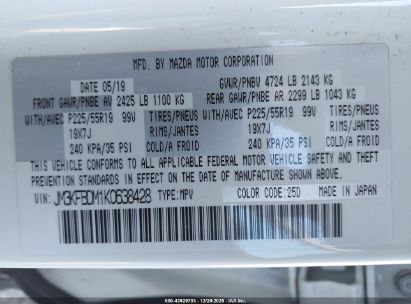 MFD. BY MAZDA MOTOR CORPORATION
DATE 05/19 GVWR/PNBV 4724 LB 2143 KG
FRONT GAWR/PNBE AV 2425 LB 1100 KG REAR GAWR/PNBE AR 2299 LB 1043 KG
WITH/AVEC P225/55R19 99V TIRES/PNEUS WITH/AVEC P225/55R19 99V TIRES/PNEUS
19X7J RIMS/JANTES 19X7J RIMS/JANTES
240 KPA/35 PSI 240 KPA/35 PSI
THIS VEHICLE CONFORMS TO ALL APPLICABLE FEDERAL MOTOR VEHICLE SAFETY AND THEFT
PREVENTION STANDARDS IN EFFECT ON THE DATE OF MANUFACTURE SHOWN ABOVE.
VIN: JM3KFBDM1K0638428 TYPE:MPV COLOR CODE:25D MADE IN JAPAN